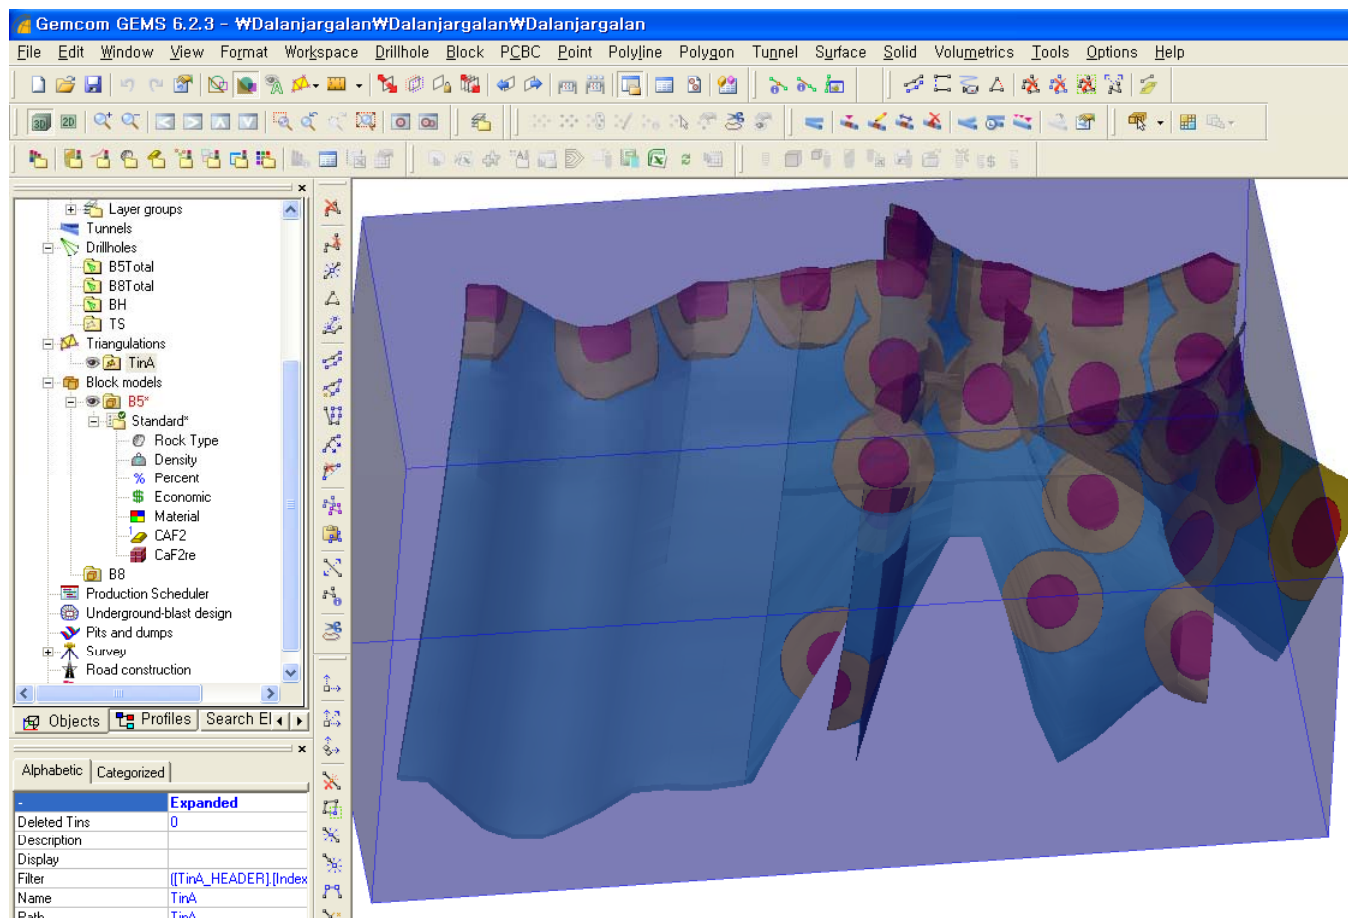 Gemcom GEMS 6.2.3 - ₩Dalanjargalan₩Dalanjargalan₩Dalanjargalan
File Edit Window View Format Workspace Drillhole Block PCBC Point Polyline Polygon Tunnel Surface Solid Volumetrics Tools Options Help
3D 2D
Layer groups
Tunnels
Drillholes
B5Total
B8Total
BH
TS
Triangulations
TinA
Block models
B5*
Standard*
Rock Type
Density
% Percent
$ Economic
Material
CAF2
CaF2re
B8
Production Scheduler
Underground-blast design
Pits and dumps
Survey
Road construction
Objects Profiles Search El
Alphabetic Categorized
- Expanded
Deleted Tins 0
Description
Display
Filter ([TinA_HEADER].[Index
Name TinA
Path TinA